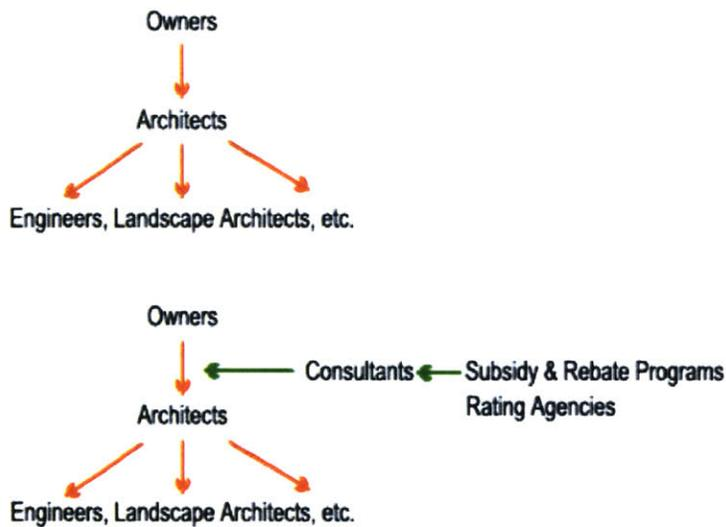 Owners
Architects
Engineers, Landscape Architects, etc.
Owners
Consultants
Subsidy & Rebate Programs
Rating Agencies
Architects
Engineers, Landscape Architects, etc.